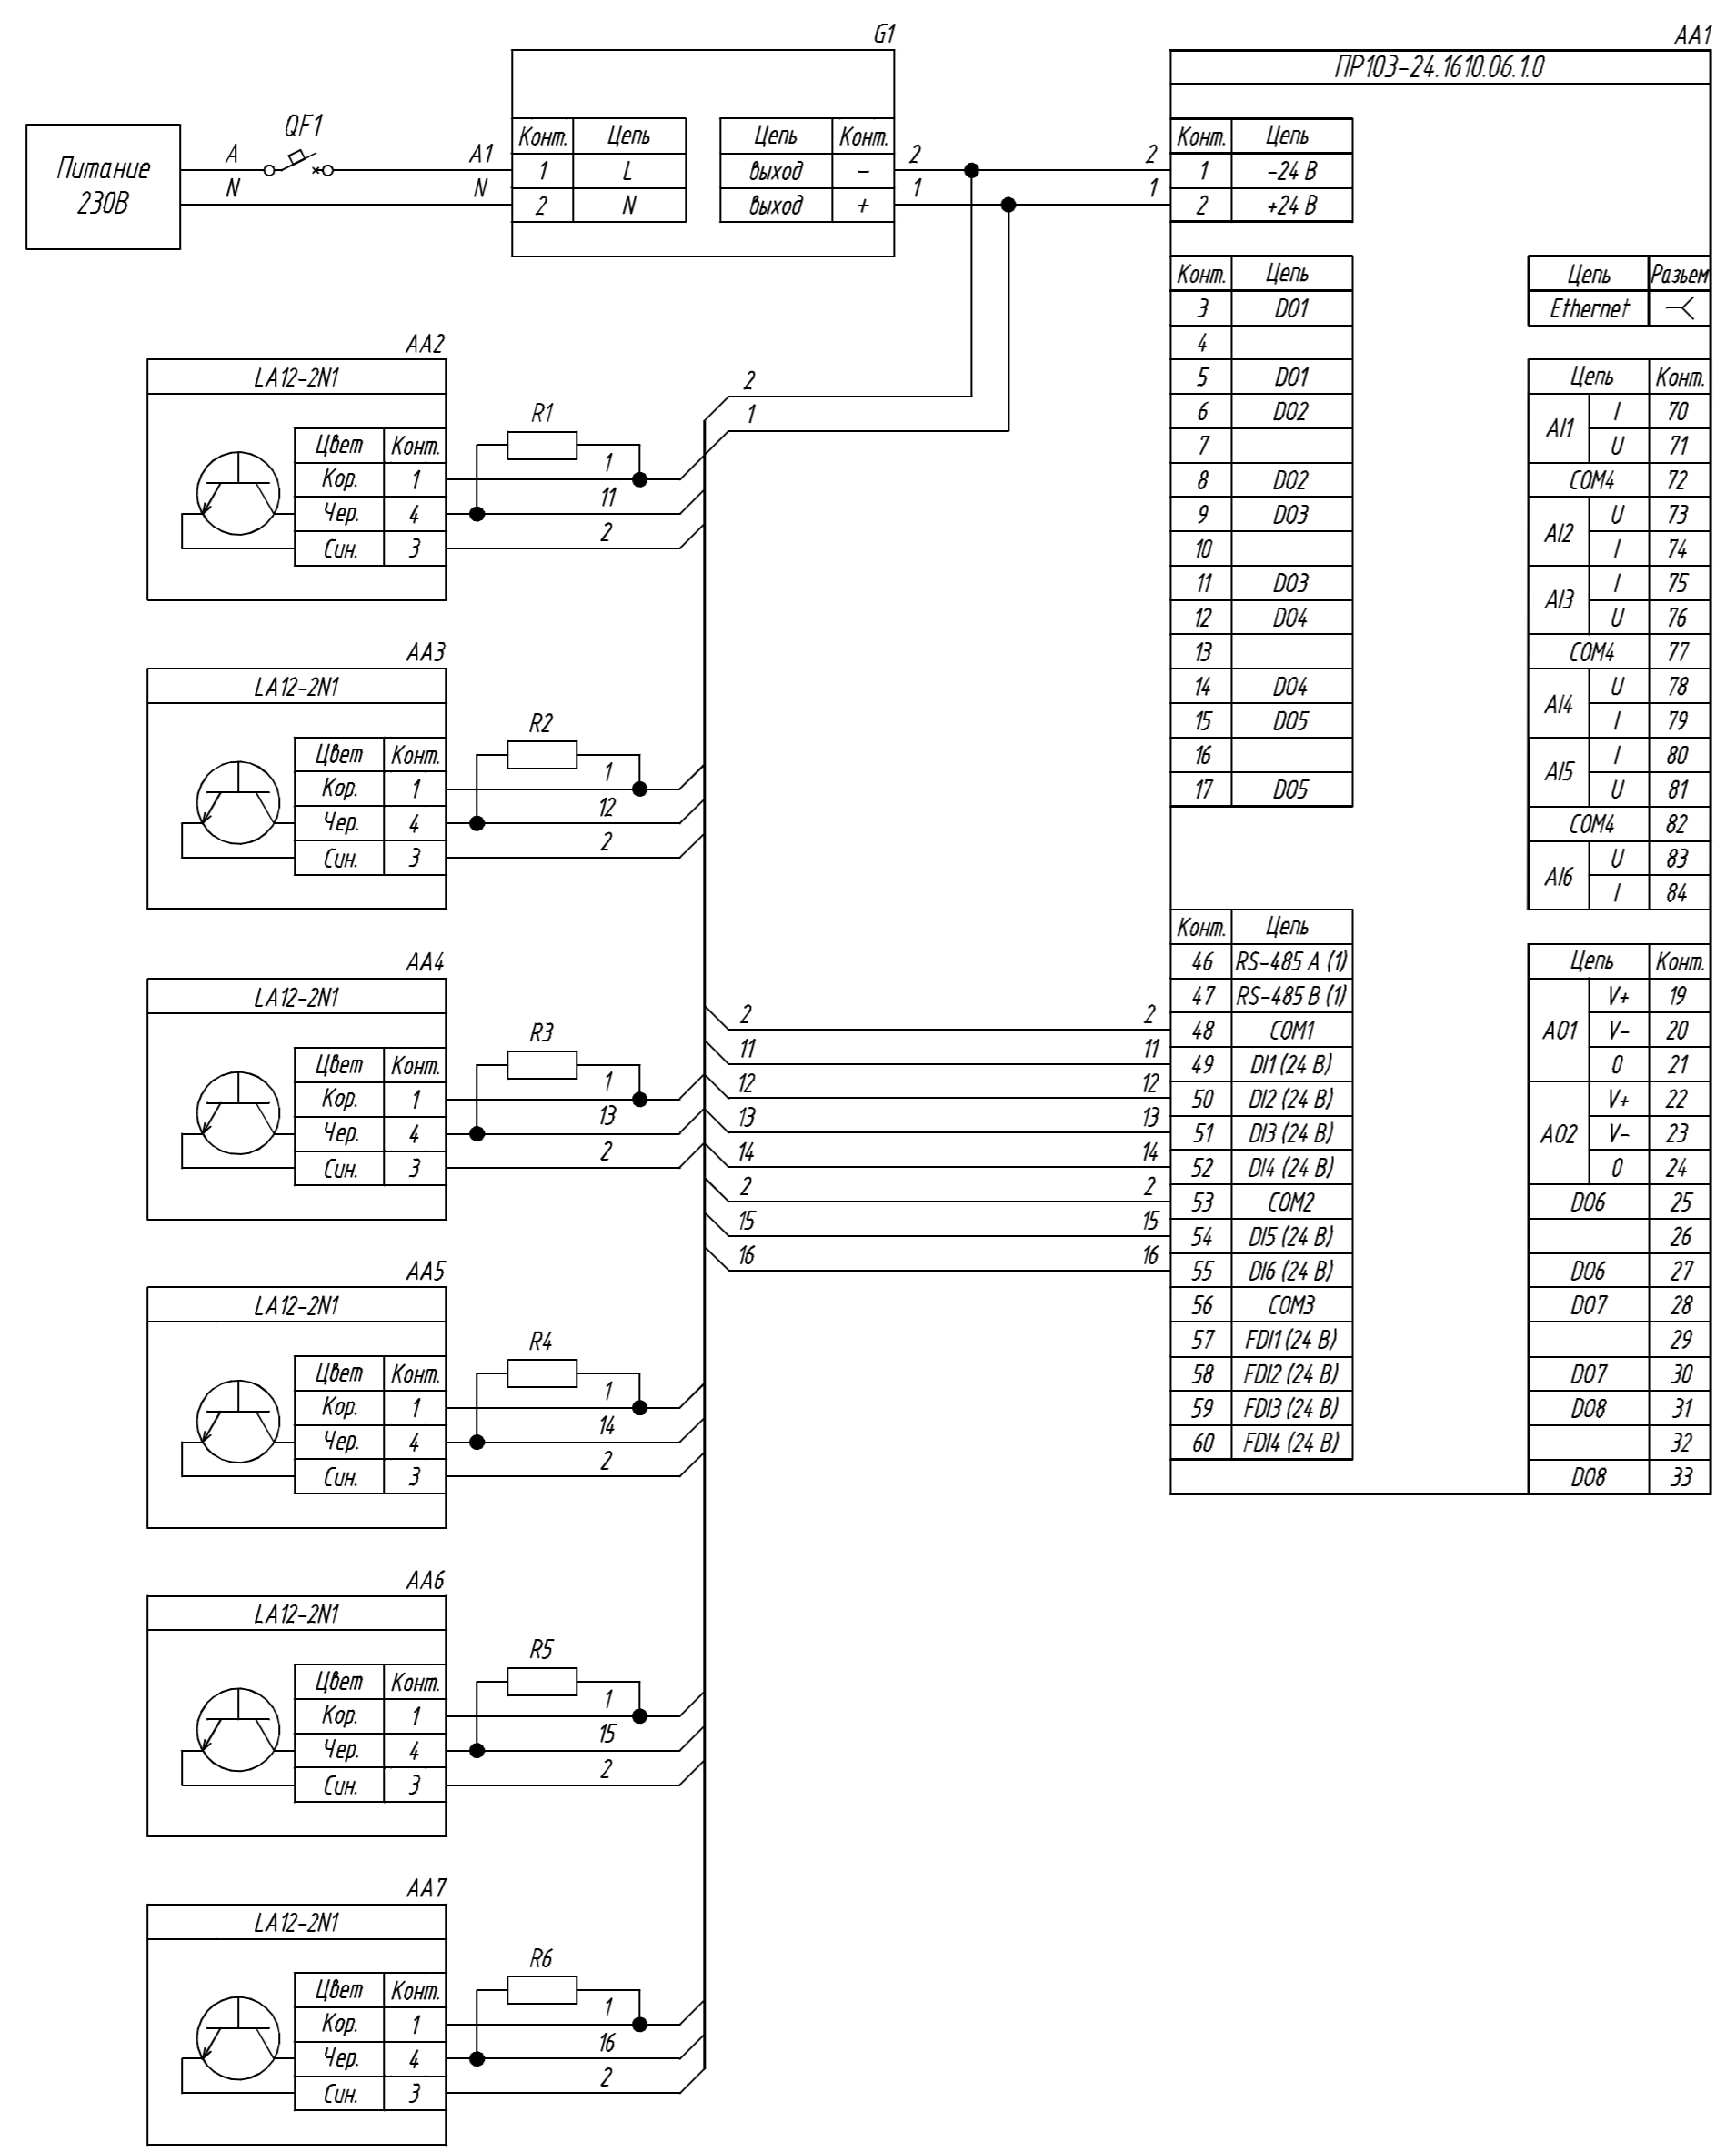 G1
AA1
ПР103-24.1610.06.1.0
QF1
Питание
230В
A
A1
N
N
Конт. Цепь
1 L
2 N
Цепь Конт.
выход -
выход +
2
1
2
1
Конт. Цепь
1 -24 В
2 +24 В
Конт. Цепь
3 DO1
4
5 DO1
6 DO2
7
8 DO2
9 DO3
10
11 DO3
12 DO4
13
14 DO4
15 DO5
16
17 DO5
Цепь Разьем
Ethernet
Цепь Конт.
AI1 I 70
U 71
COM4 72
AI2 U 73
I 74
AI3 I 75
U 76
COM4 77
AI4 U 78
I 79
AI5 I 80
U 81
COM4 82
AI6 U 83
I 84
2
1
AA2
LA12-2N1
Цвет Конт.
Кор. 1
Чер. 4
Син. 3
R1
1
11
2
AA3
LA12-2N1
Цвет Конт.
Кор. 1
Чер. 4
Син. 3
R2
1
12
2
AA4
LA12-2N1
Цвет Конт.
Кор. 1
Чер. 4
Син. 3
R3
1
13
2
2 2
11 11
12 12
13 13
14 14
2 2
15 15
16 16
Конт. Цепь
46 RS-485 A (1)
47 RS-485 B (1)
48 COM1
49 DI1 (24 В)
50 DI2 (24 В)
51 DI3 (24 В)
52 DI4 (24 В)
53 COM2
54 DI5 (24 В)
55 DI6 (24 В)
56 COM3
57 FDI1 (24 В)
58 FDI2 (24 В)
59 FDI3 (24 В)
60 FDI4 (24 В)
Цепь Конт.
AO1 V+ 19
V- 20
0 21
AO2 V+ 22
V- 23
0 24
DO6 25
26
DO6 27
DO7 28
29
DO7 30
DO8 31
32
DO8 33
AA5
LA12-2N1
Цвет Конт.
Кор. 1
Чер. 4
Син. 3
R4
1
14
2
AA6
LA12-2N1
Цвет Конт.
Кор. 1
Чер. 4
Син. 3
R5
1
15
2
AA7
LA12-2N1
Цвет Конт.
Кор. 1
Чер. 4
Син. 3
R6
1
16
2